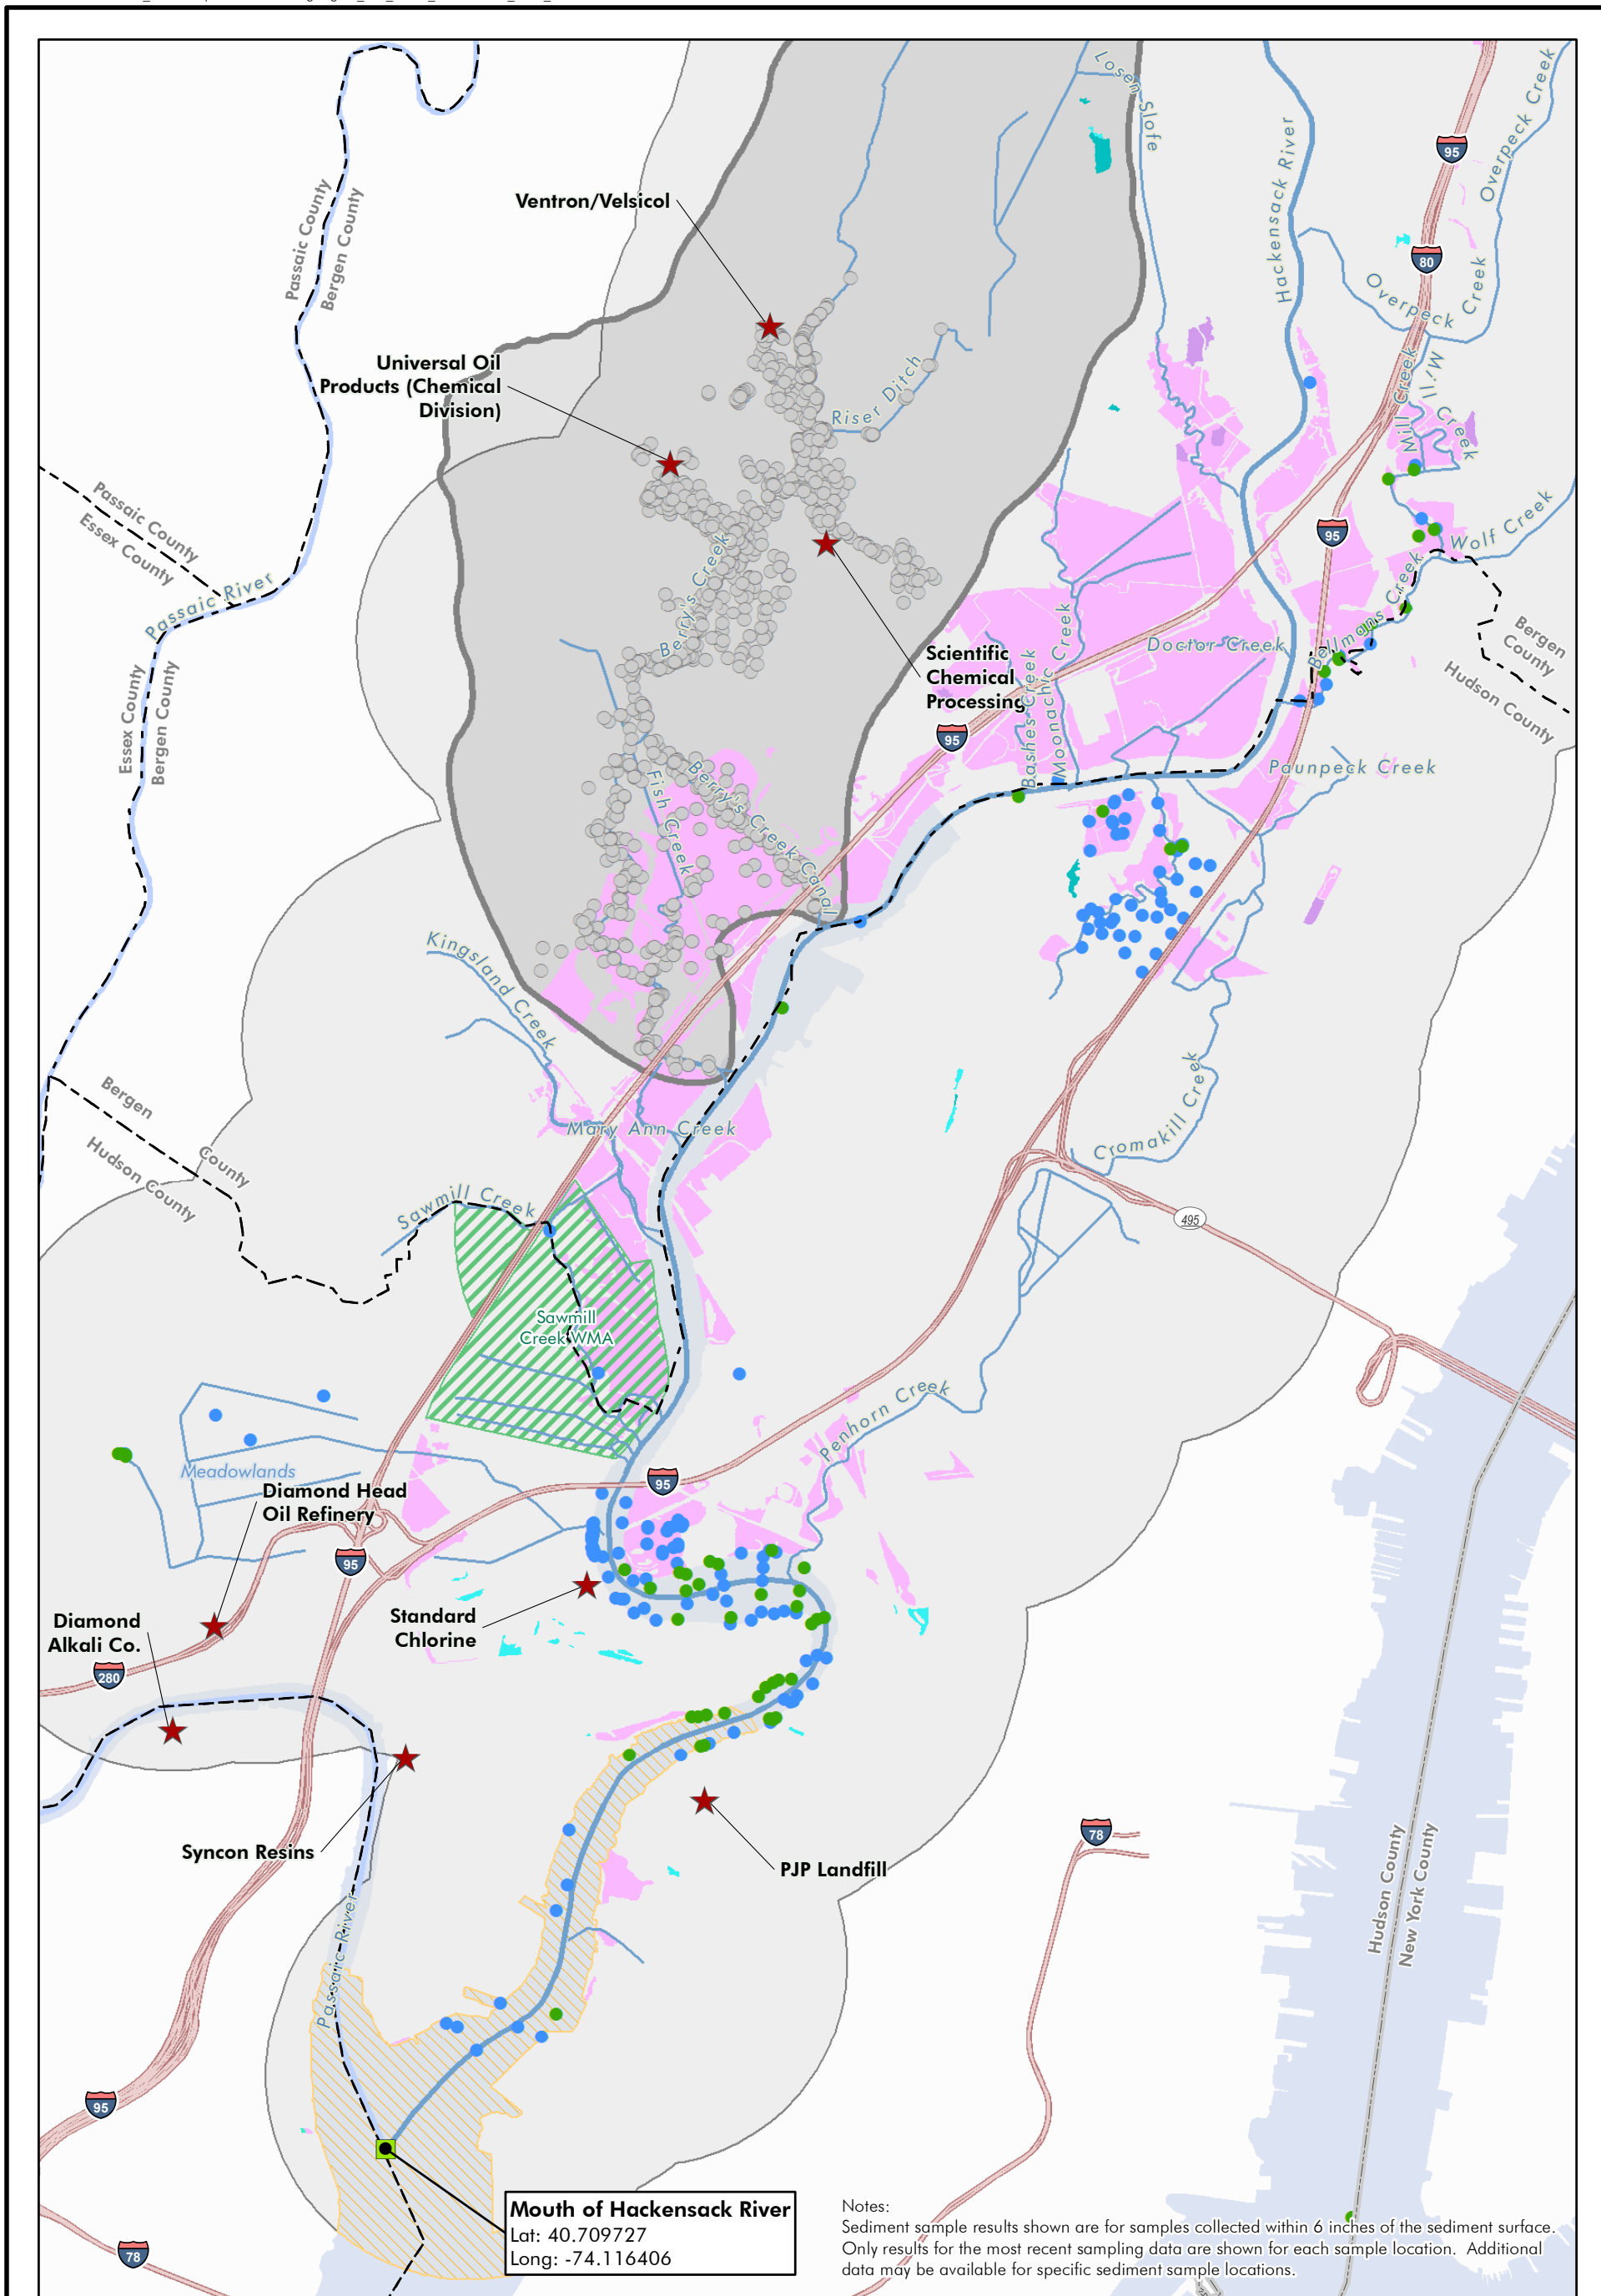 Losen Slofe
Hackensack River
Overpeck Creek
95
Passaic County
Bergen County
Ventron/Velsicol
80
Overpeck Creek
Universal Oil
Products (Chemical
Division)
Riser Ditch
Mill Creek
Mill Creek
Passaic County
Essex County
95
Wolf Creek
Passaic River
Berry's Creek
Bellmans Creek
Bergen
County
Hudson County
Essex County
Bergen County
Scientific
Chemical
Processing
Doctor Creek
Bashes Creek
Moonachie Creek
95
Paunpeck Creek
Fish Creek
Berry's Creek Canal
Kingsland Creek
Bergen
County
Hudson County
Mary Ann Creek
Cromakill Creek
Sawmill Creek
495
Sawmill
Creek WMA
Penhorn Creek
Meadowlands
Diamond Head
Oil Refinery
95
95
Diamond
Alkali Co.
Standard
Chlorine
280
Syncon Resins
PJP Landfill
78
Hudson County
New York County
Passaic River
95
Mouth of Hackensack River
Lat: 40.709727
Long: -74.116406
78
Notes:
Sediment sample results shown are for samples collected within 6 inches of the sediment surface.
Only results for the most recent sampling data are shown for each sample location. Additional
data may be available for specific sediment sample locations.